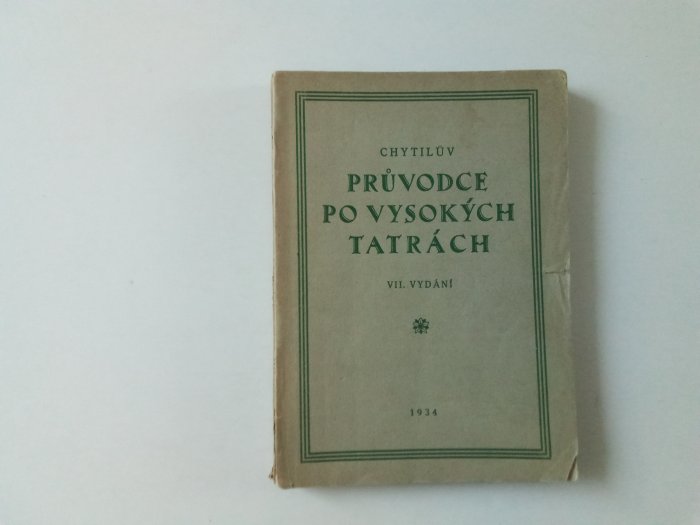 CHYTILŮV
PRŮVODCE
PO VYSOKÝCH
TATRÁCH
VII. VYDÁNÍ
1934